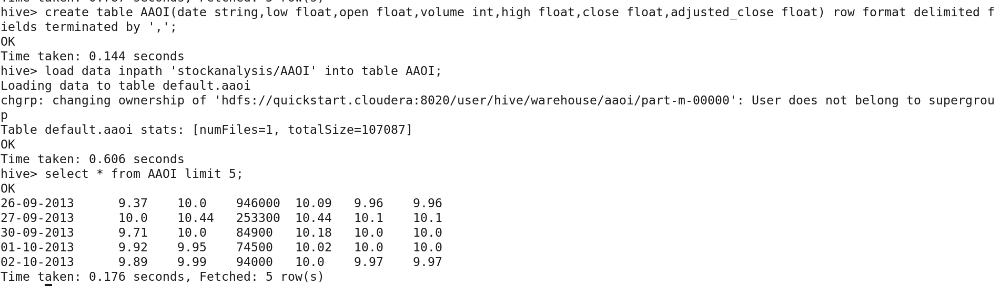 Time taken: 0.787 seconds, Fetched: 5 row(s)
hive> create table AAOI(date string,low float,open float,volume int,high float,close float,adjusted_close float) row format delimited f
ields terminated by ',';
OK
Time taken: 0.144 seconds
hive> load data inpath 'stockanalysis/AAOI' into table AAOI;
Loading data to table default.aaoi
chgrp: changing ownership of 'hdfs://quickstart.cloudera:8020/user/hive/warehouse/aaoi/part-m-00000': User does not belong to supergrou
p
Table default.aaoi stats: [numFiles=1, totalSize=107087]
OK
Time taken: 0.606 seconds
hive> select * from AAOI limit 5;
OK
26-09-2013      9.37    10.0    946000  10.09   9.96    9.96
27-09-2013      10.0    10.44   253300  10.44   10.1    10.1
30-09-2013      9.71    10.0    84900   10.18   10.0    10.0
01-10-2013      9.92    9.95    74500   10.02   10.0    10.0
02-10-2013      9.89    9.99    94000   10.0    9.97    9.97
Time taken: 0.176 seconds, Fetched: 5 row(s)